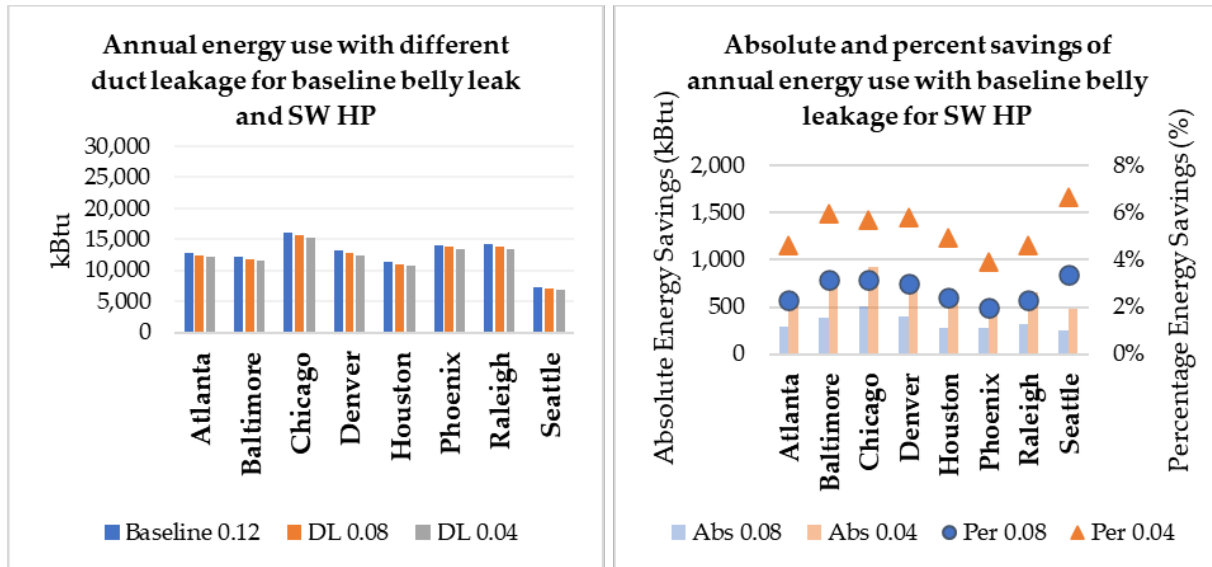 Annual energy use with different
duct leakage for baseline belly leak
and SW HP
kBtu
30,000
25,000
20,000
15,000
10,000
5,000
0
Atlanta
Baltimore
Chicago
Denver
Houston
Phoenix
Raleigh
Seattle
Baseline 0.12 DL 0.08 DL 0.04
Absolute and percent savings of
annual energy use with baseline belly
leakage for SW HP
Absolute Energy Savings (kBtu)
2,000
1,500
1,000
500
0
Percentage Energy Savings (%)
8%
6%
4%
2%
0%
Atlanta
Baltimore
Chicago
Denver
Houston
Phoenix
Raleigh
Seattle
Abs 0.08 Abs 0.04 Per 0.08 Per 0.04